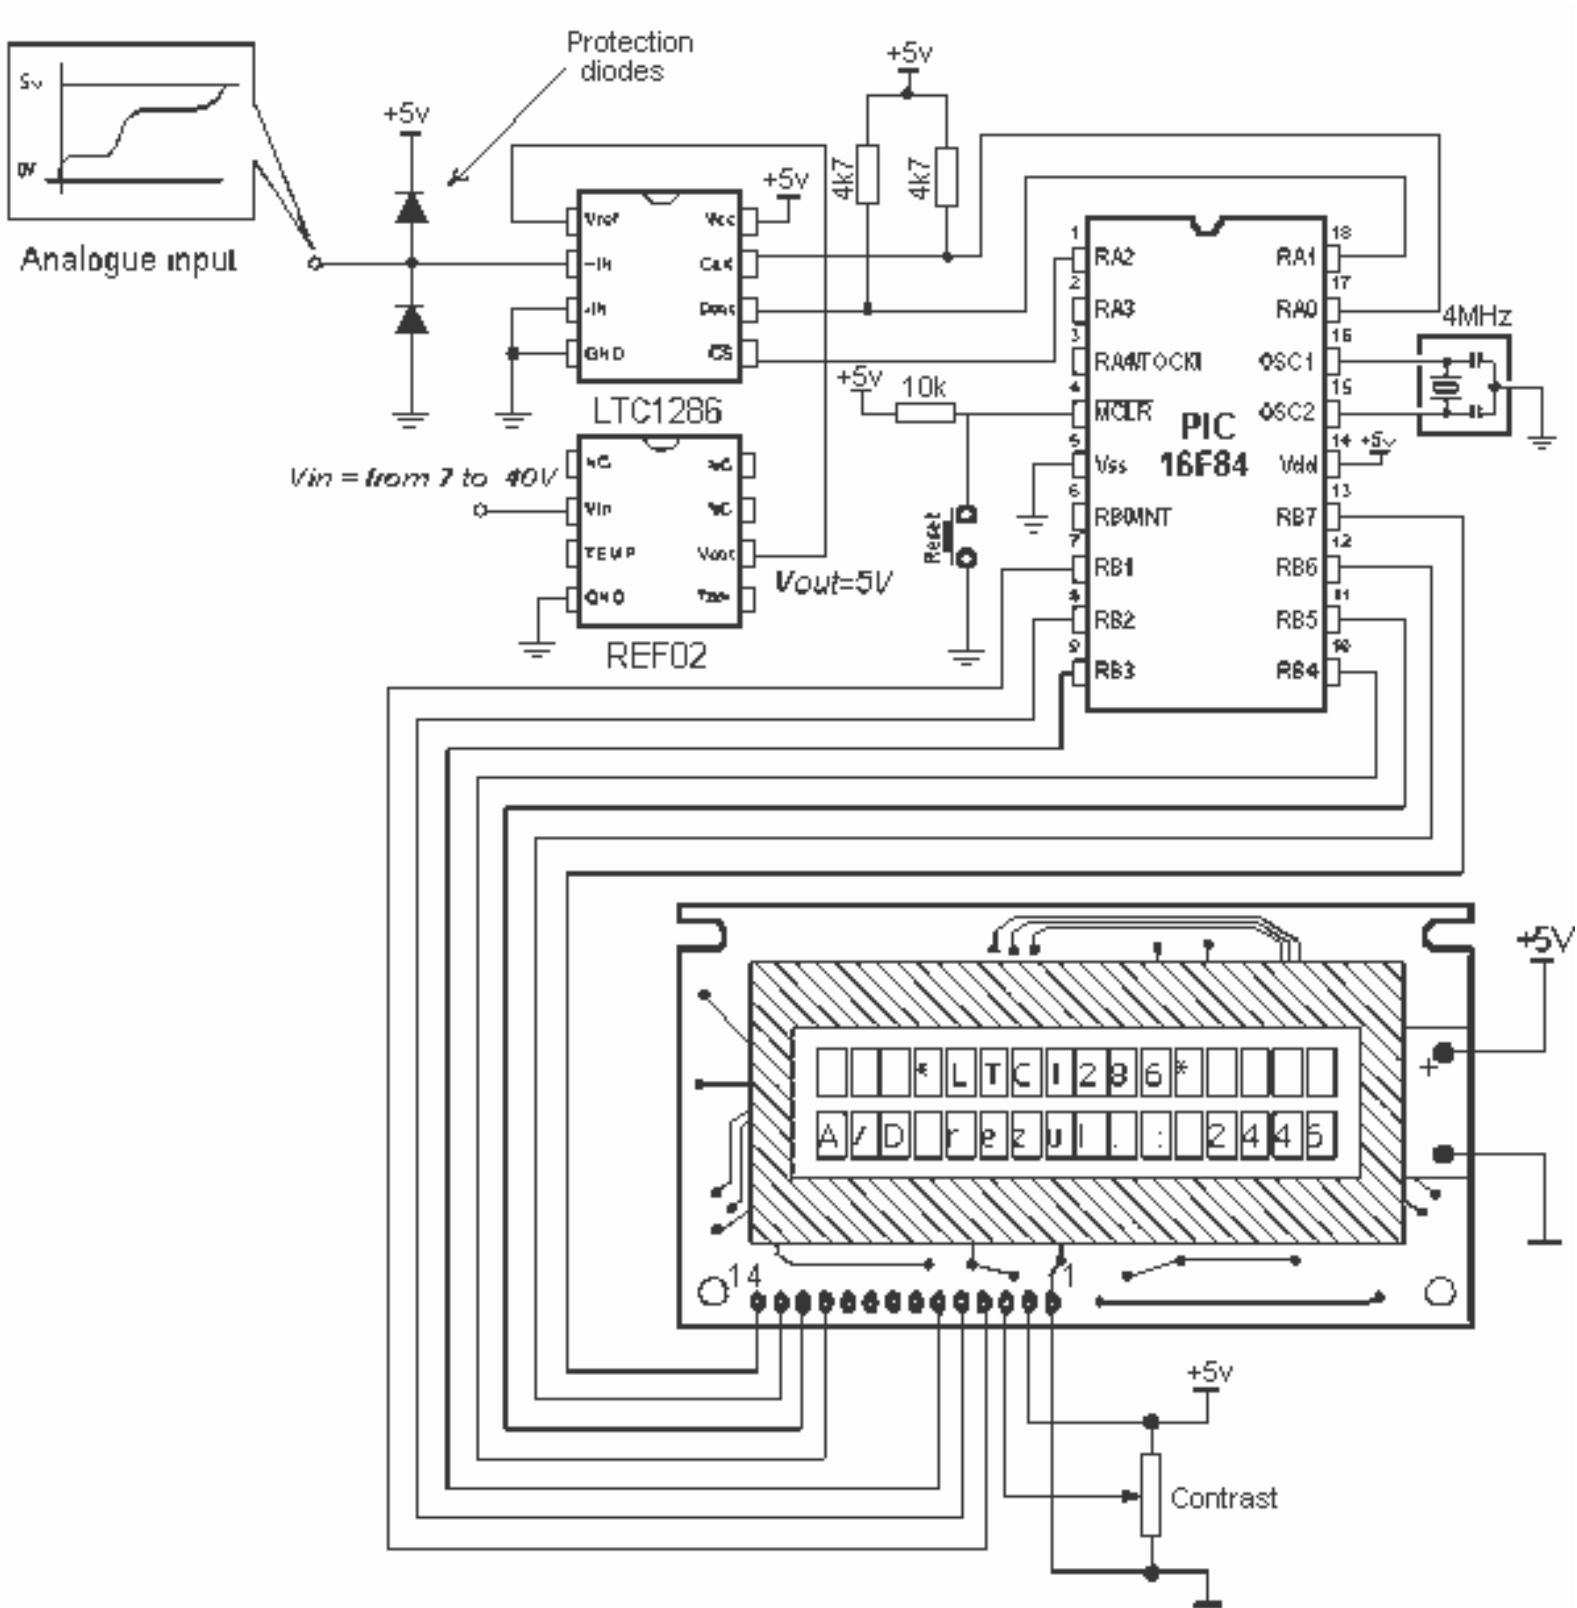 Protection
diodes
+5v
5v
0V
Analogue input
+5v
+5v
4k7
4k7
Vref
Vcc
CLK
-IN
Dout
GND
CS
LTC1286
Vin = from 7 to 40V
NC
NC
Vin
NC
TEMP
Vout
GND
Vout=5V
REF02
+5v
10k
Reset
1
RA2
2
RA3
3
RA4/TOCKI
4
MCLR
5
Vss
6
RB0/INT
7
RB1
8
RB2
9
RB3
PIC
16F84
18
RA1
17
RA0
16
OSC1
15
OSC2
14
+5v
Vdd
13
RB7
12
RB6
11
RB5
10
RB4
4MHz
+5V
+
*LTC1286*
A/D rezul. : 2446
14
1
+5v
Contrast